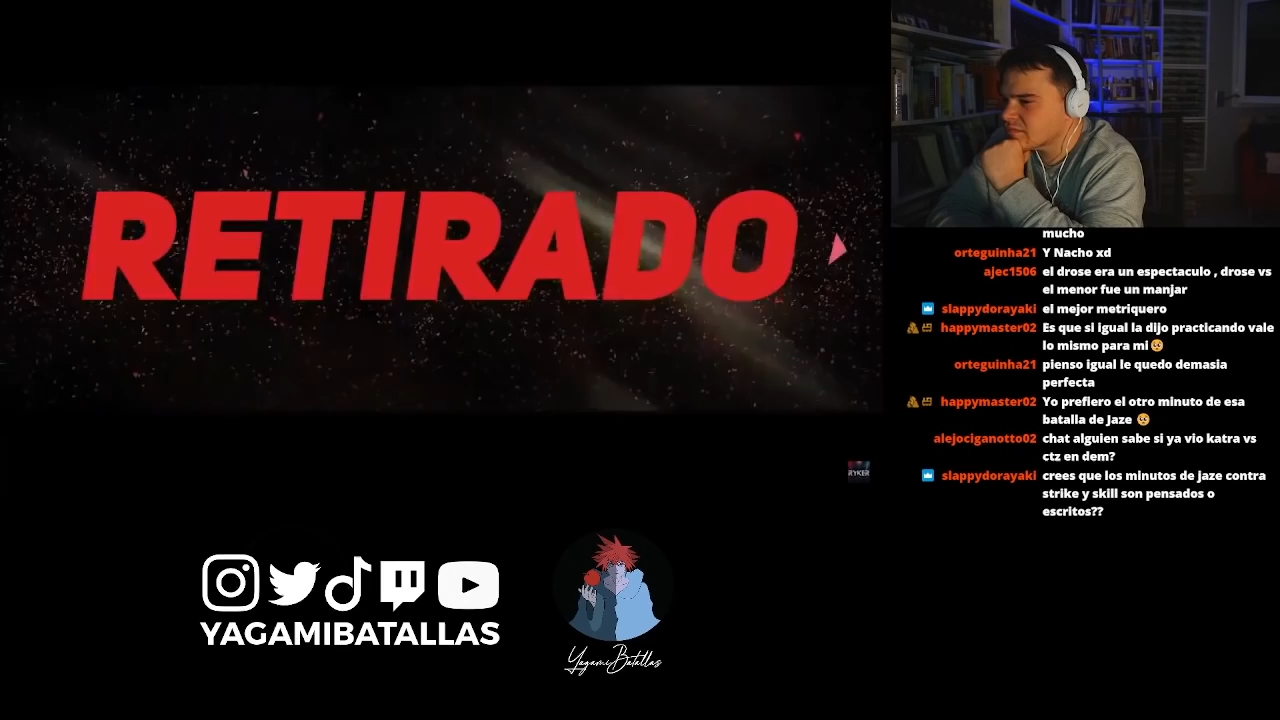 RETIRADO
RYKER
mucho
orteguinha21 Y Nacho xd
ajec1506 el drose era un espectaculo , drose vs
el menor fue un manjar
slappydorayaki el mejor metriquero
happymaster02 Es que si igual la dijo practicando vale
lo mismo para mi🥺
orteguinha21 pienso igual le quedo demasia
perfecta
happymaster02 Yo prefiero el otro minuto de esa
batalla de Jaze 🥺
alejociganotto02 chat alguien sabe si ya vio katra vs
ctz en dem?
slappydorayaki crees que los minutos de jaze contra
strike y skill son pensados o
escritos??
YAGAMIBATALLAS
YagamiBatallas